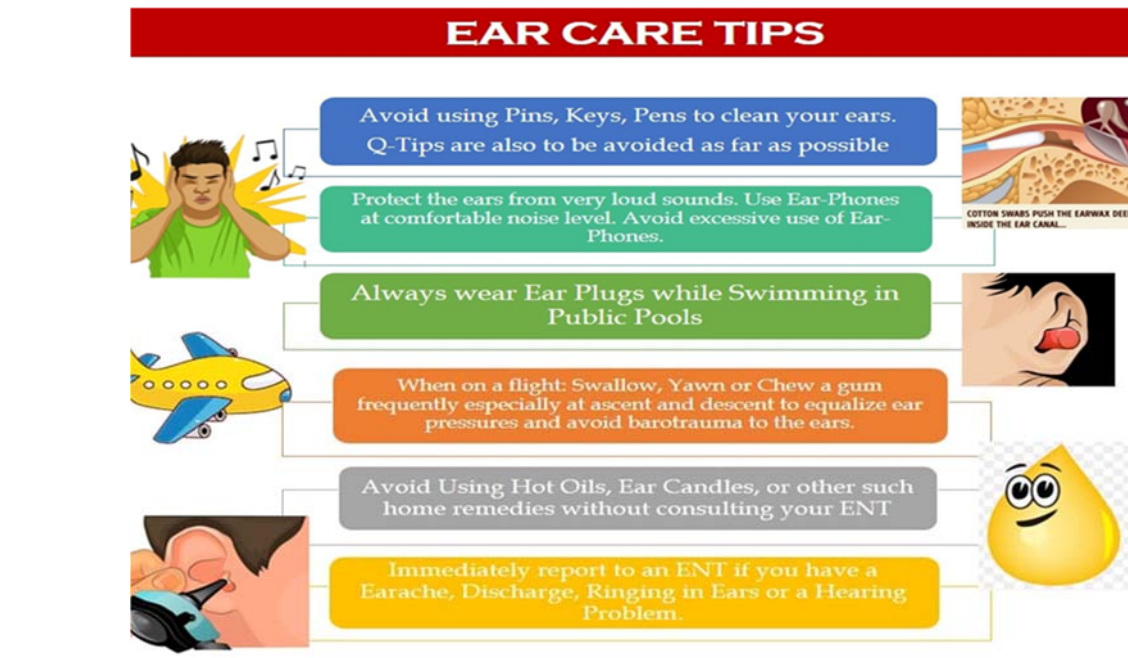 EAR CARE TIPS
Avoid using Pins, Keys, Pens to clean your ears.
Q-Tips are also to be avoided as far as possible
COTTON SWABS PUSH THE EARWAX DEE
INSIDE THE EAR CANAL...
Protect the ears from very loud sounds. Use Ear-Phones
at comfortable noise level. Avoid excessive use of Ear-
Phones.
Always wear Ear Plugs while Swimming in
Public Pools
When on a flight: Swallow, Yawn or Chew a gum
frequently especially at ascent and descent to equalize ear
pressures and avoid barotrauma to the ears.
Avoid Using Hot Oils, Ear Candles, or other such
home remedies without consulting your ENT
Immediately report to an ENT if you have a
Earache, Discharge, Ringing in Ears or a Hearing
Problem.